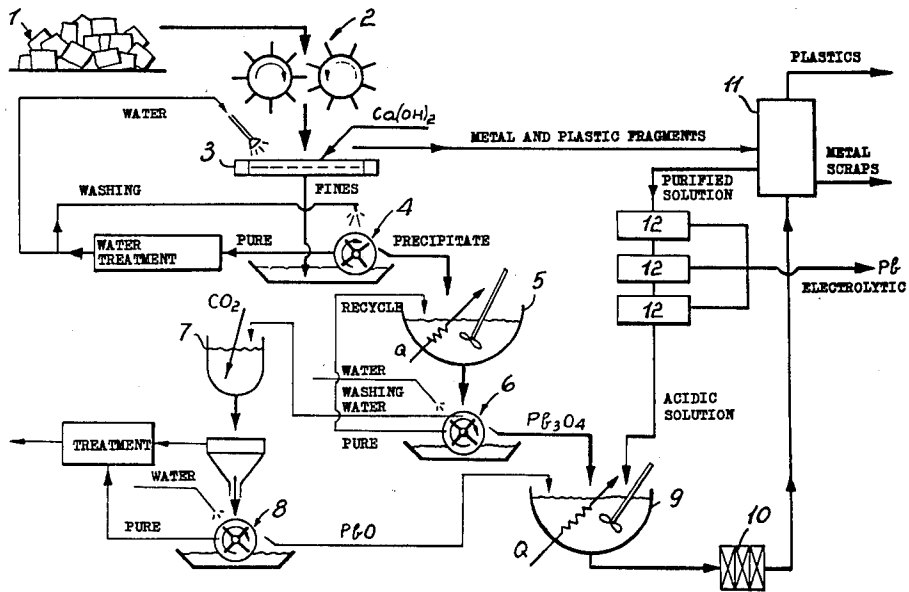 1
2
PLASTICS
11
WATER
Ca(OH)₂
METAL AND PLASTIC FRAGMENTS
3
METAL
SCRAPS
FINES
PURIFIED
SOLUTION
WASHING
4
12
PURE
PRECIPITATE
WATER
TREATMENT
12
Pb
ELECTROLYTIC
5
CO₂
RECYCLE
12
7
Q
WATER
6
WASHING
WATER
ACIDIC
SOLUTION
Pb₃O₄
PURE
TREATMENT
WATER
9
8
10
PURE
PbO
Q